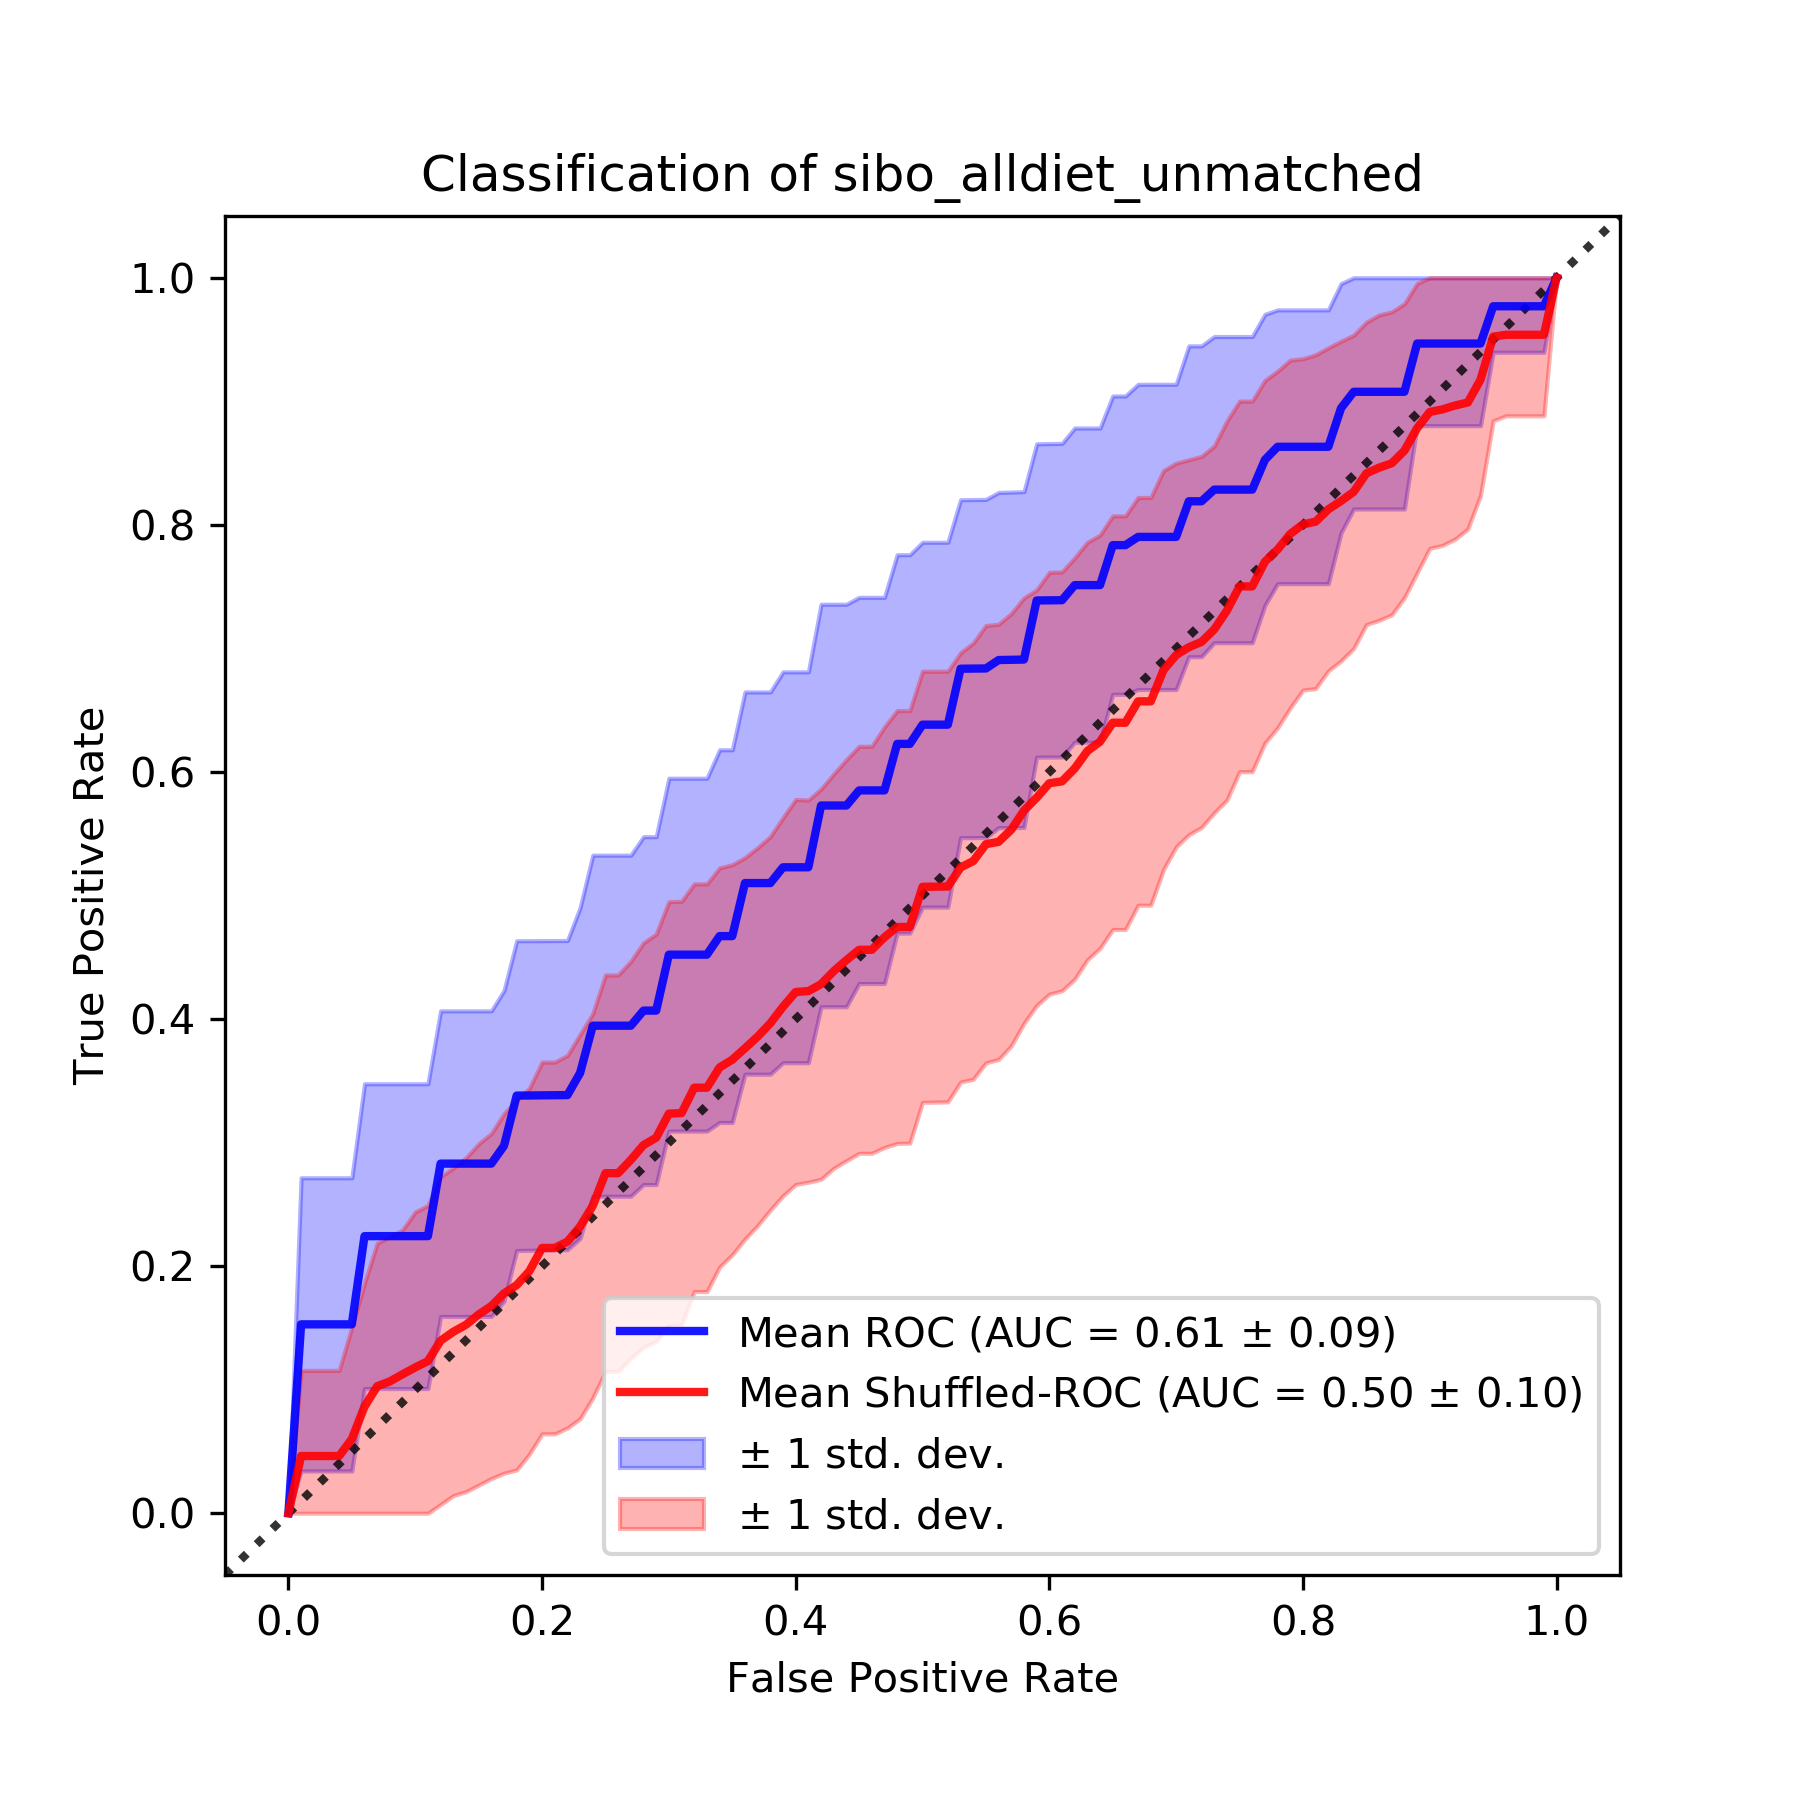 Classification of sibo_alldiet_unmatched
True Positive Rate
1.0
0.8
0.6
0.4
0.2
0.0
Mean ROC (AUC = 0.61 ± 0.09)
Mean Shuffled-ROC (AUC = 0.50 ± 0.10)
± 1 std. dev.
± 1 std. dev.
0.0 0.2 0.4 0.6 0.8 1.0
False Positive Rate